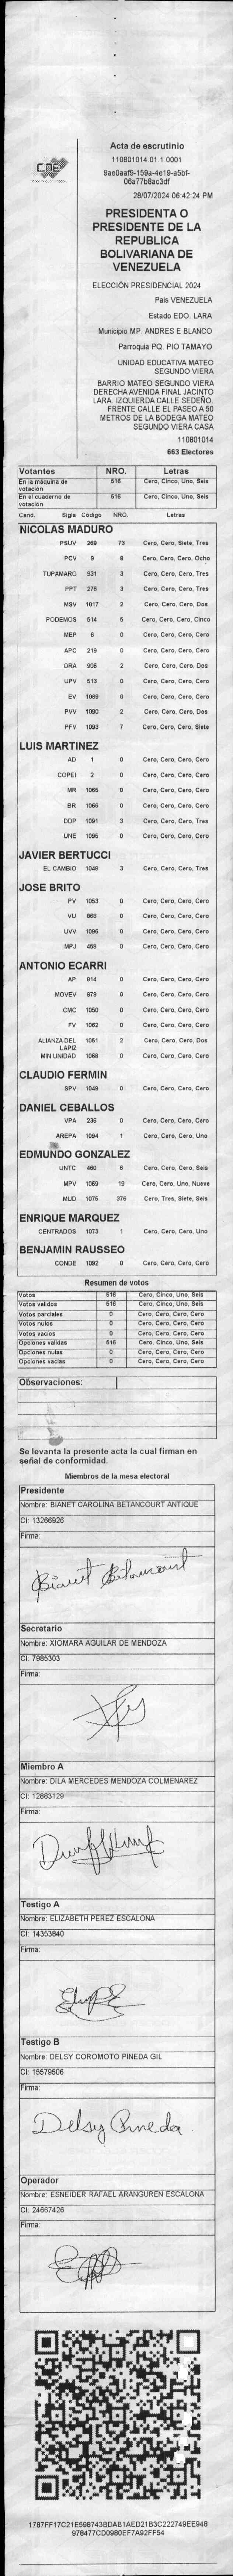 CNE
Acta de escrutinio
110801014.01.1.0001
9ae0aaf9-159a-4e19-a5bf-
06a77b8ac3df
28/07/2024 06:42:24 PM
PRESIDENTA O
PRESIDENTE DE LA
REPUBLICA
BOLIVARIANA DE
VENEZUELA
ELECCIÓN PRESIDENCIAL 2024
Pais VENEZUELA
Estado EDO. LARA
Municipio MP. ANDRES E BLANCO
Parroquia PQ. PIO TAMAYO
UNIDAD EDUCATIVA MATEO
SEGUNDO VIERA
BARRIO MATEO SEGUNDO VIERA
DERECHA AVENIDA FINAL JACINTO
LARA. IZQUIERDA CALLE SEDEÑO.
FRENTE CALLE EL PASEO A 50
METROS DE LA BODEGA MATEO
SEGUNDO VIERA CASA
110801014
663 Electores
Votantes NRO. Letras
En la máquina de votación 516 Cero, Cinco, Uno, Seis
En el cuaderno de votación 516 Cero, Cinco, Uno, Seis
Cand. Sigla Código NRO. Letras
NICOLAS MADURO
PSUV 269 73 Cero, Cero, Siete, Tres
PCV 9 8 Cero, Cero, Cero, Ocho
TUPAMARO 931 3 Cero, Cero, Cero, Tres
PPT 276 3 Cero, Cero, Cero, Tres
MSV 1017 2 Cero, Cero, Cero, Dos
PODEMOS 514 5 Cero, Cero, Cero, Cinco
MEP 6 0 Cero, Cero, Cero, Cero
APC 219 0 Cero, Cero, Cero, Cero
ORA 906 2 Cero, Cero, Cero, Dos
UPV 513 0 Cero, Cero, Cero, Cero
EV 1089 0 Cero, Cero, Cero, Cero
PVV 1090 2 Cero, Cero, Cero, Dos
PFV 1093 7 Cero, Cero, Cero, Siete
LUIS MARTINEZ
AD 1 0 Cero, Cero, Cero, Cero
COPEI 2 0 Cero, Cero, Cero, Cero
MR 1065 0 Cero, Cero, Cero, Cero
BR 1066 0 Cero, Cero, Cero, Cero
DDP 1091 3 Cero, Cero, Cero, Tres
UNE 1095 0 Cero, Cero, Cero, Cero
JAVIER BERTUCCI
EL CAMBIO 1046 3 Cero, Cero, Cero, Tres
JOSE BRITO
PV 1053 0 Cero, Cero, Cero, Cero
VU 868 0 Cero, Cero, Cero, Cero
UVV 1096 0 Cero, Cero, Cero, Cero
MPJ 458 0 Cero, Cero, Cero, Cero
ANTONIO ECARRI
AP 814 0 Cero, Cero, Cero, Cero
MOVEV 878 0 Cero, Cero, Cero, Cero
CMC 1050 0 Cero, Cero, Cero, Cero
FV 1062 0 Cero, Cero, Cero, Cero
ALIANZA DEL LAPIZ 1051 2 Cero, Cero, Cero, Dos
MIN UNIDAD 1068 0 Cero, Cero, Cero, Cero
CLAUDIO FERMIN
SPV 1049 0 Cero, Cero, Cero, Cero
DANIEL CEBALLOS
VPA 236 0 Cero, Cero, Cero, Cero
AREPA 1094 1 Cero, Cero, Cero, Uno
EDMUNDO GONZALEZ
UNTC 460 6 Cero, Cero, Cero, Seis
MPV 1069 19 Cero, Cero, Uno, Nueve
MUD 1075 376 Cero, Tres, Siete, Seis
ENRIQUE MARQUEZ
CENTRADOS 1073 1 Cero, Cero, Cero, Uno
BENJAMIN RAUSSEO
CONDE 1092 0 Cero, Cero, Cero, Cero
Resumen de votos
Votos 516 Cero, Cinco, Uno, Seis
Votos validos 516 Cero, Cinco, Uno, Seis
Votos parciales 0 Cero, Cero, Cero, Cero
Votos nulos 0 Cero, Cero, Cero, Cero
Votos vacios 0 Cero, Cero, Cero, Cero
Opciones validas 516 Cero, Cinco, Uno, Seis
Opciones nulas 0 Cero, Cero, Cero, Cero
Opciones vacias 0 Cero, Cero, Cero, Cero
Observaciones:
Se levanta la presente acta la cual firman en
señal de conformidad.
Miembros de la mesa electoral
Presidente
Nombre: BIANET CAROLINA BETANCOURT ANTIQUE
CI: 13266926
Firma:
Bianet Betancourt
Secretario
Nombre: XIOMARA AGUILAR DE MENDOZA
CI: 7985303
Firma:
Miembro A
Nombre: DILA MERCEDES MENDOZA COLMENAREZ
CI: 12883129
Firma:
Testigo A
Nombre: ELIZABETH PEREZ ESCALONA
CI: 14353840
Firma:
Testigo B
Nombre: DELSY COROMOTO PINEDA GIL
CI: 15579506
Firma:
Delsy Pineda
Operador
Nombre: ESNEIDER RAFAEL ARANGUREN ESCALONA
CI: 24667426
Firma:
1787FF17C21E598743BDAB1AED21B3C222749EE948
978477CD0980EF7A92FF54